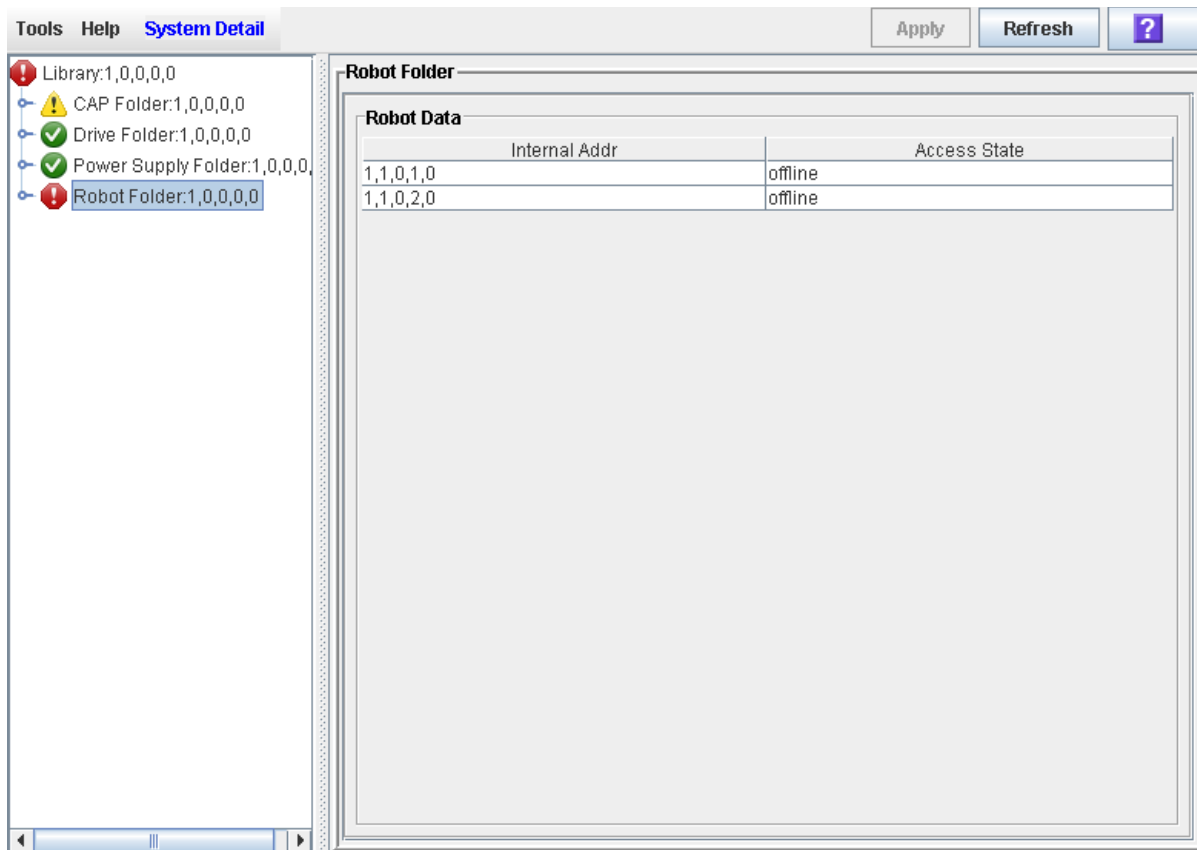 Tools Help System Detail
Apply Refresh ?
Library:1,0,0,0,0
CAP Folder:1,0,0,0,0
Drive Folder:1,0,0,0,0
Power Supply Folder:1,0,0,0,
Robot Folder:1,0,0,0,0
Robot Folder
Robot Data
Internal Addr Access State
1,1,0,1,0 offline
1,1,0,2,0 offline